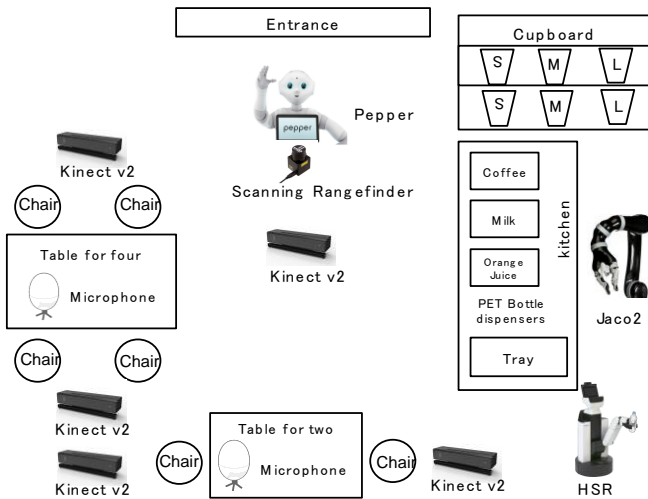 Entrance
Cupboard
S M L
S M L
pepper
Pepper
Kinect v2
Scanning Rangefinder
Kinect v2
Chair Chair
Table for four
Microphone
Chair Chair
Kinect v2
Kinect v2
Coffee
Milk
Orange
Juice
PET Bottle
dispensers
Tray
kitchen
Jaco2
Table for two
Microphone
Chair Chair
Kinect v2
HSR